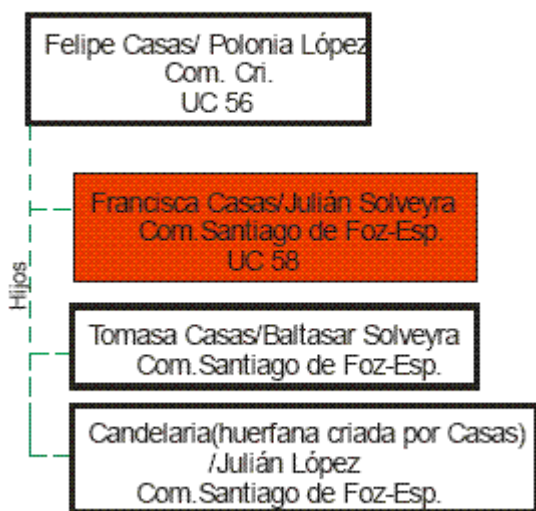 Felipe Casas/ Polonia López
Com. Cri.
UC 56
Hijos
Francisca Casas/Julián Solveyra
Com.Santiago de Foz-Esp.
UC 58
Tomasa Casas/Baltasar Solveyra
Com.Santiago de Foz-Esp.
Candelaria(huerfana criada por Casas)
/Julián López
Com.Santiago de Foz-Esp.